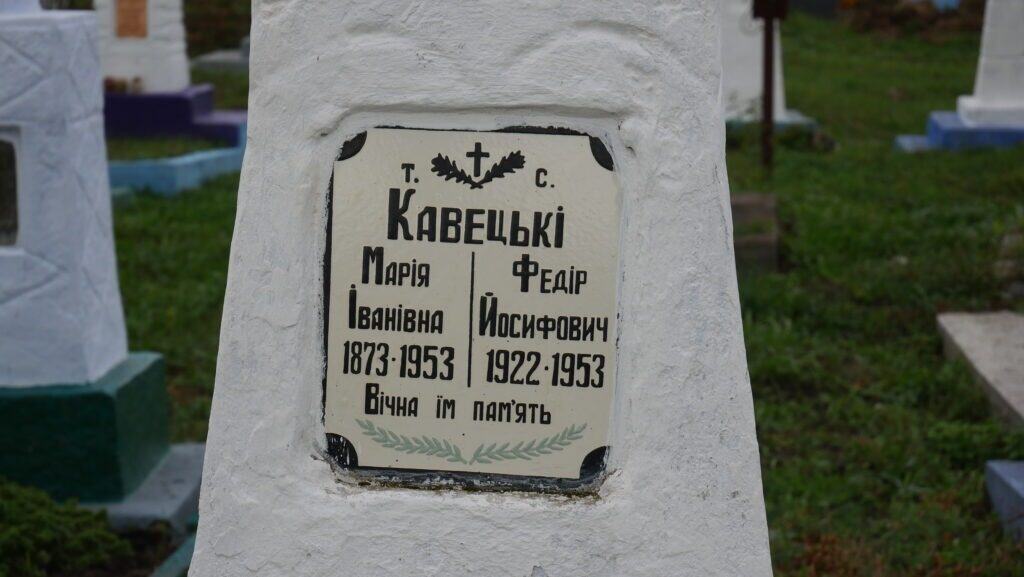 Т. С.
Кавецькі
Марія Федір
Іванівна Йосифович
1873·1953 1922·1953
Вічна їм пам'ять